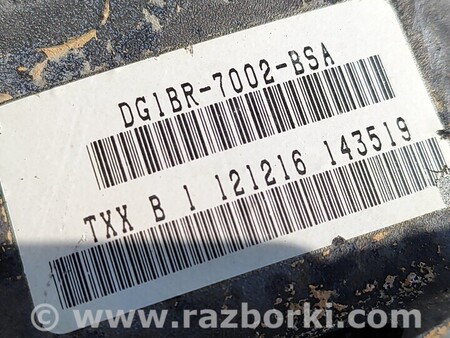 DG1BR-7002-BSA
TXX B 1 121216 143519
www.razborki.com